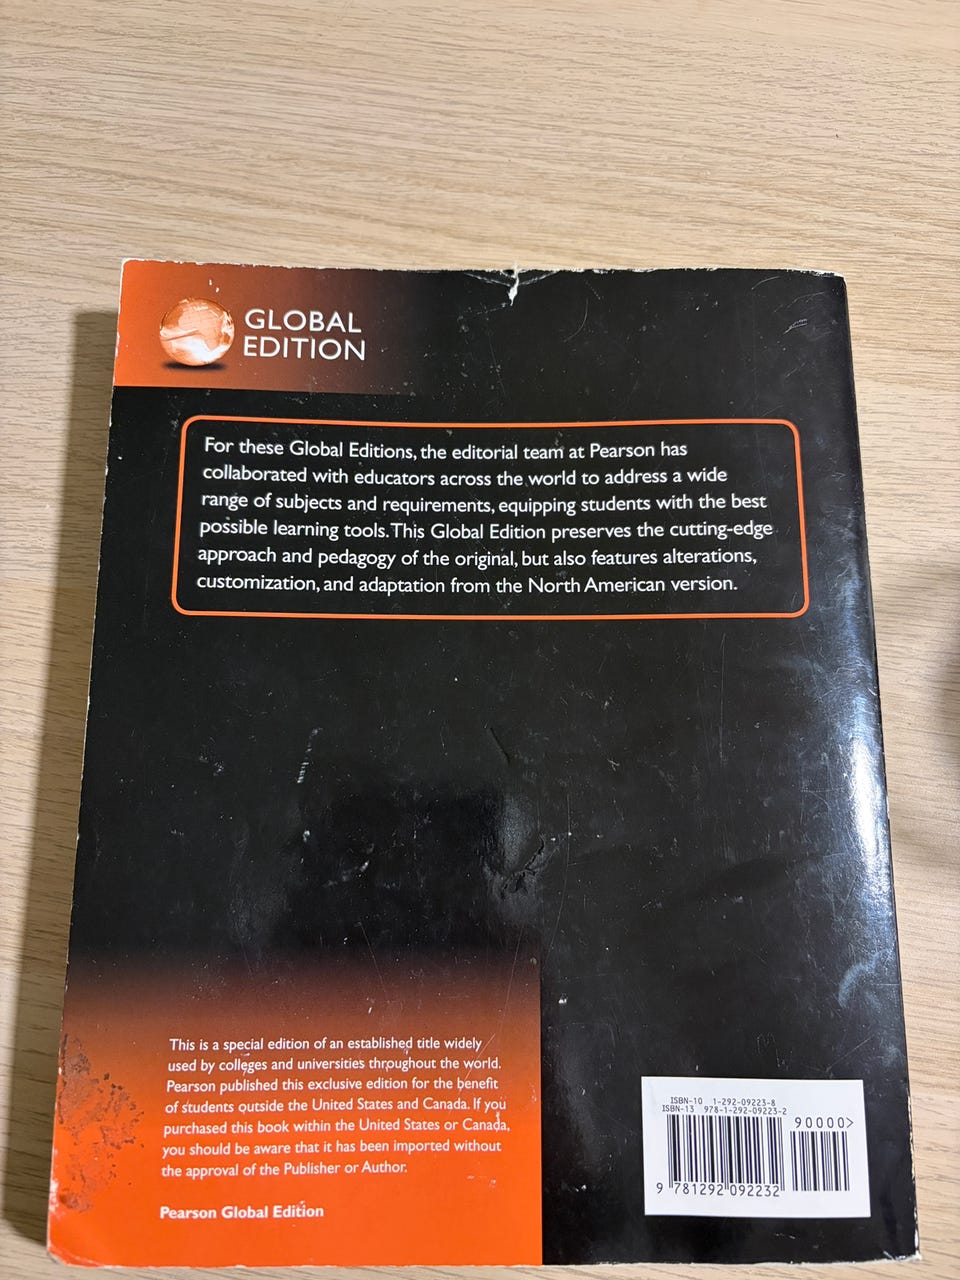 GLOBAL
EDITION
For these Global Editions, the editorial team at Pearson has
collaborated with educators across the world to address a wide
range of subjects and requirements, equipping students with the best
possible learning tools. This Global Edition preserves the cutting-edge
approach and pedagogy of the original, but also features alterations,
customization, and adaptation from the North American version.
This is a special edition of an established title widely
used by colleges and universities throughout the world.
Pearson published this exclusive edition for the benefit
of students outside the United States and Canada. If you
purchased this book within the United States or Canada,
you should be aware that it has been imported without
the approval of the Publisher or Author.
Pearson Global Edition
ISBN-10 1-292-09223-8
ISBN-13 978-1-292-09223-2
90000>
9 781292 092232